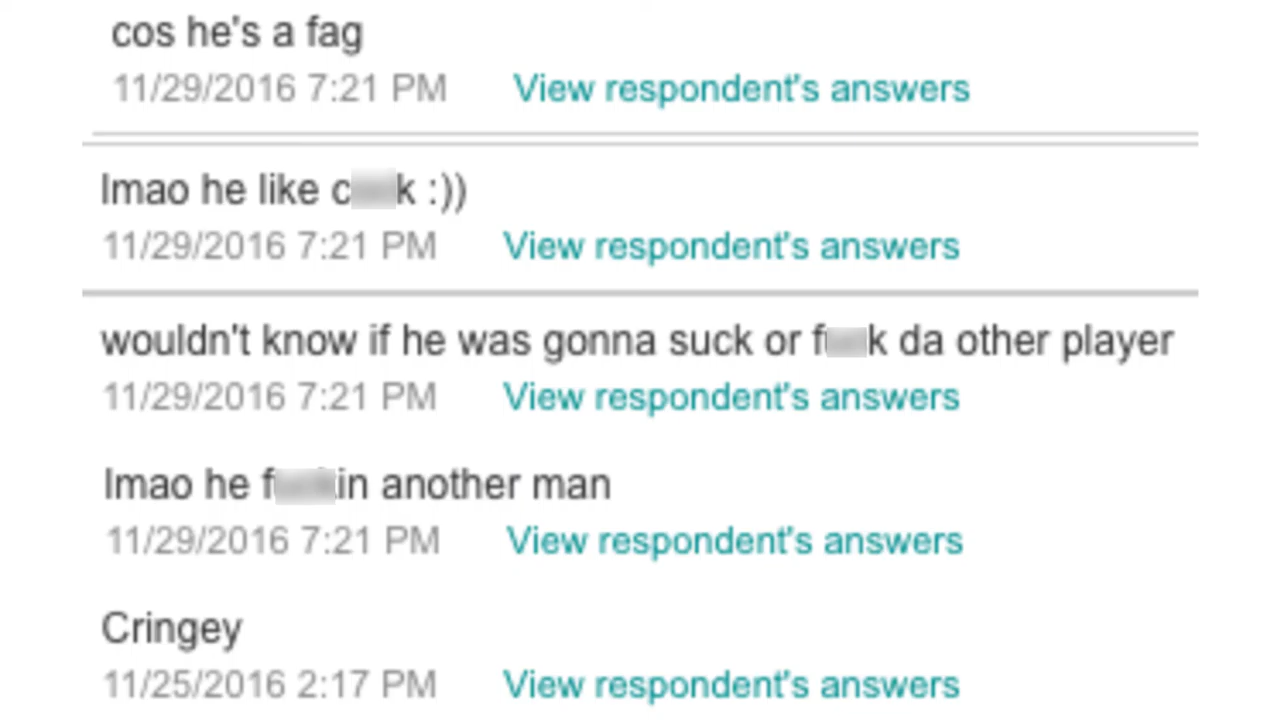 cos he's a fag
11/29/2016 7:21 PM View respondent's answers
lmao he like c k :))
11/29/2016 7:21 PM View respondent's answers
wouldn't know if he was gonna suck or f k da other player
11/29/2016 7:21 PM View respondent's answers
lmao he f in another man
11/29/2016 7:21 PM View respondent's answers
Cringey
11/25/2016 2:17 PM View respondent's answers